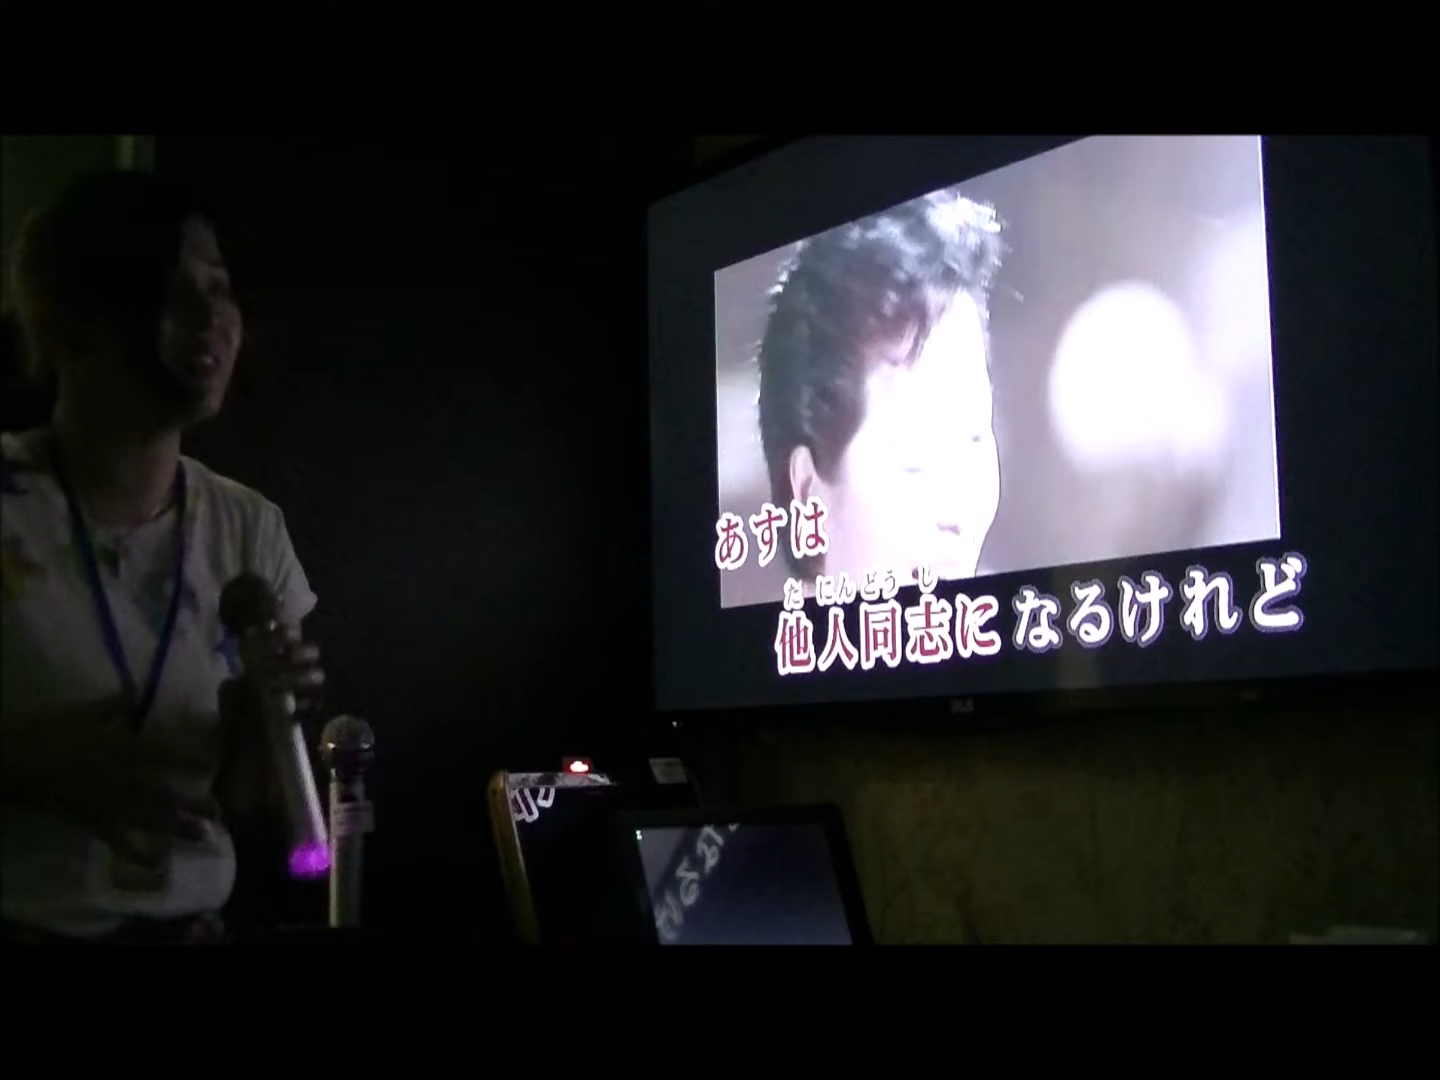 あすは
た にんどう し
他人同志になるけれど